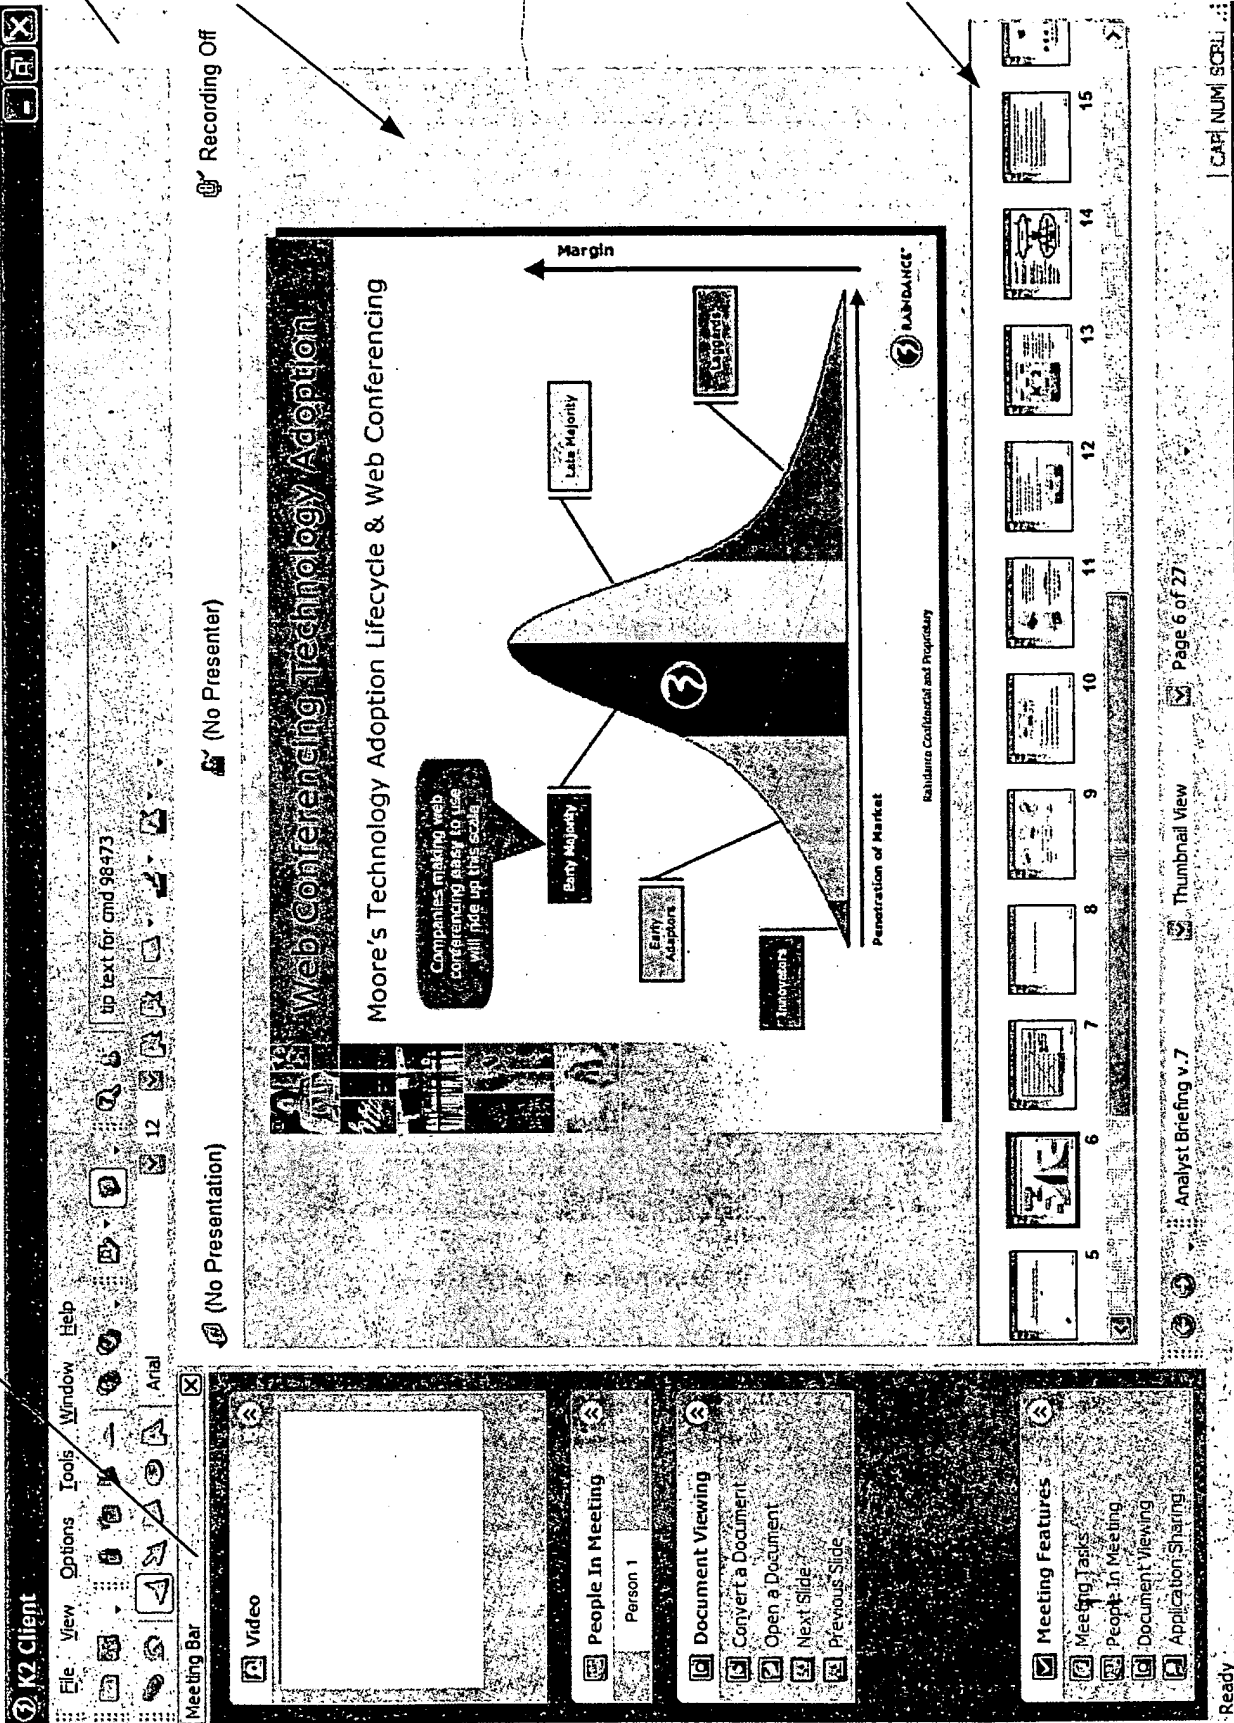 K2 Client
File View Options Tools Window Help
tip text for cmd 98473
Arial 12
Meeting Bar
(No Presentation) (No Presenter) Recording Off
Video
People In Meeting
Person 1
Document Viewing
Convert a Document
Open a Document
Next Slide
Previous Slide
Meeting Features
Meeting Tasks
People In Meeting
Document Viewing
Application Sharing
Web Conferencing Technology Adoption
Moore's Technology Adoption Lifecycle & Web Conferencing
Companies making web
conferencing easy to use
will ride up this scale
Innovators
Early
Adaptors
Early Majority
Late Majority
Laggards
Margin
Penetration of Market
RAINDANCE
Raindance Confidential and Proprietary
5 6 7 8 9 10 11 12 13 14 15
Analyst Briefing v.7 Thumbnail View Page 6 of 27
Ready CAP NUM SCRL